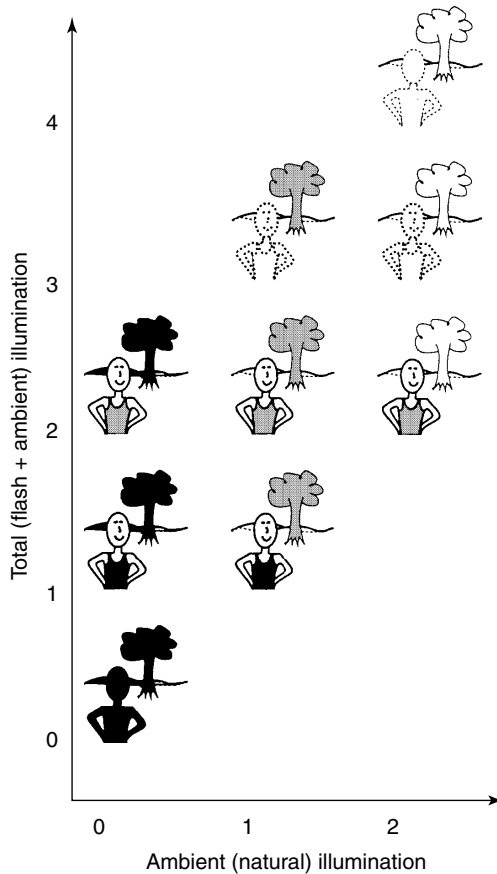 4
3
2
1
0
Total (flash + ambient) illumination
0 1 2
Ambient (natural) illumination